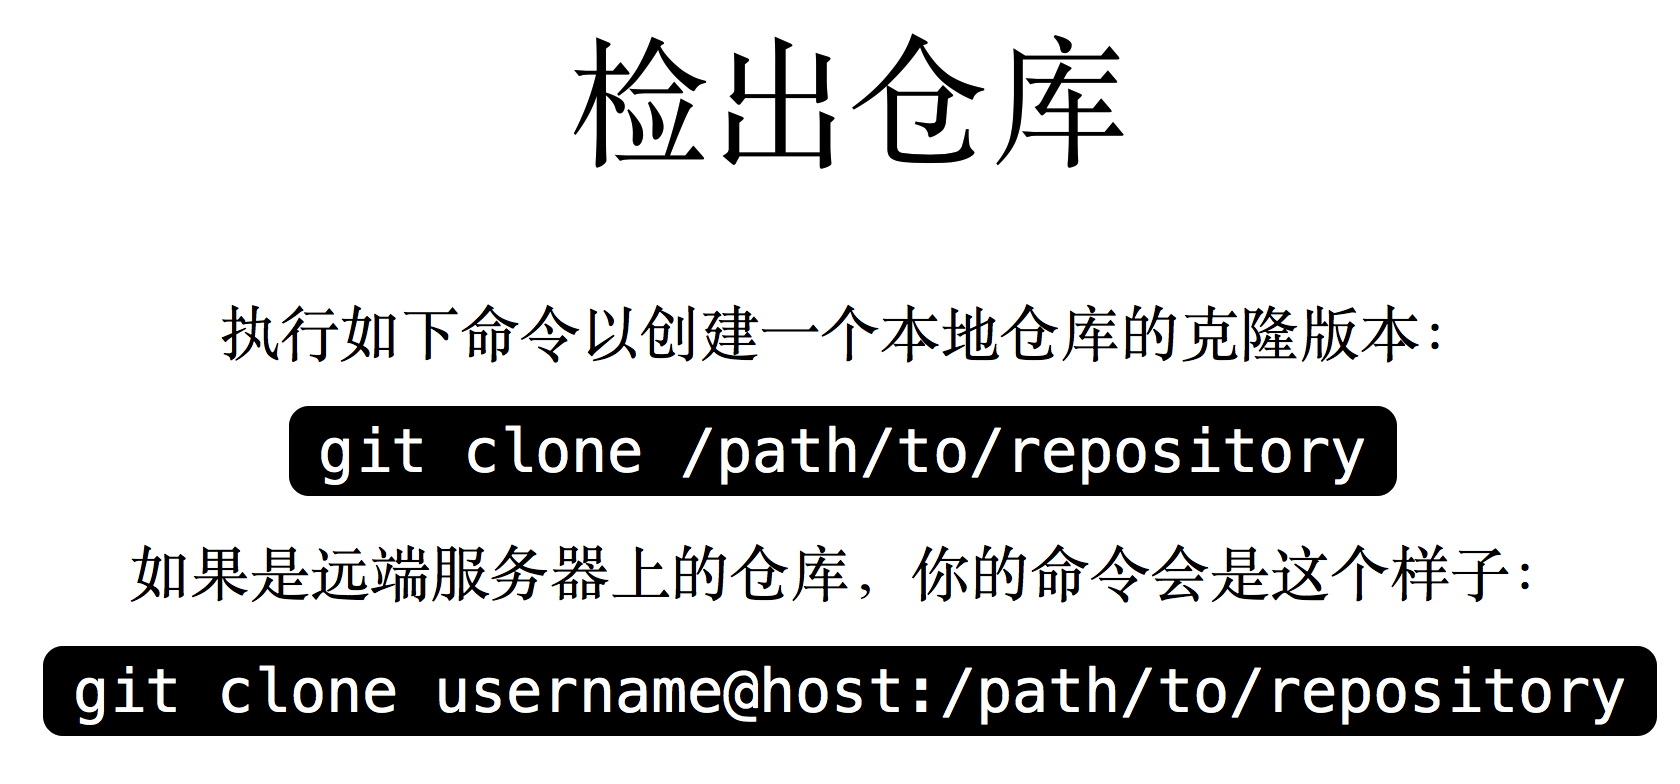 检出仓库
执行如下命令以创建一个本地仓库的克隆版本：
git clone /path/to/repository
如果是远端服务器上的仓库，你的命令会是这个样子：
git clone username@host:/path/to/repository